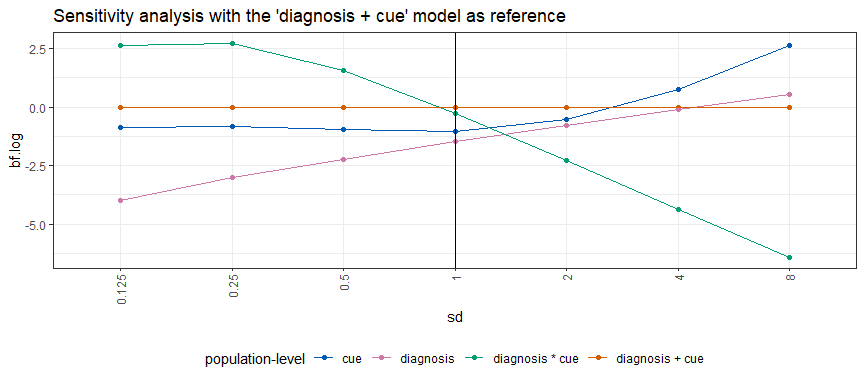 Sensitivity analysis with the 'diagnosis + cue' model as reference
2.5
0.0
-2.5
-5.0
bf.log
0.125
0.25
0.5
1
2
4
8
sd
population-level cue diagnosis diagnosis * cue diagnosis + cue